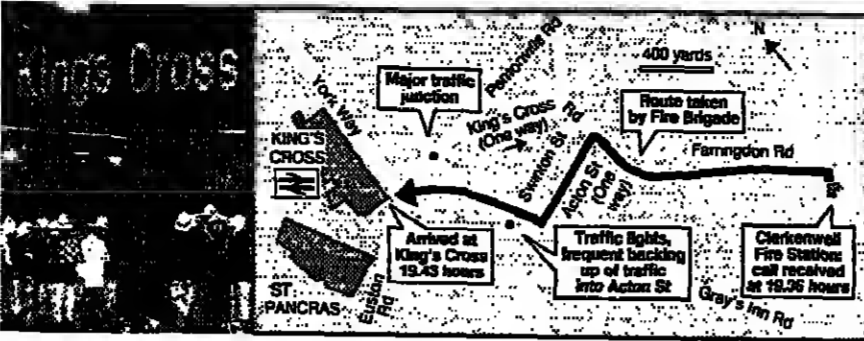 Kings Cross
York Way
Major traffic
junction
Pentonville Rd
400 yards
N
KING'S
CROSS
King's Cross Rd
(One way)
Swinton St
Acton St
(One
way)
Route taken
by Fire Brigade
Farringdon Rd
Arrived at
King's Cross
19.43 hours
Traffic lights,
frequent backing
up of traffic
into Acton St
Clerkenwell
Fire Station:
call received
at 19.36 hours
ST.
PANCRAS
Euston
Rd
Gray's Inn Rd